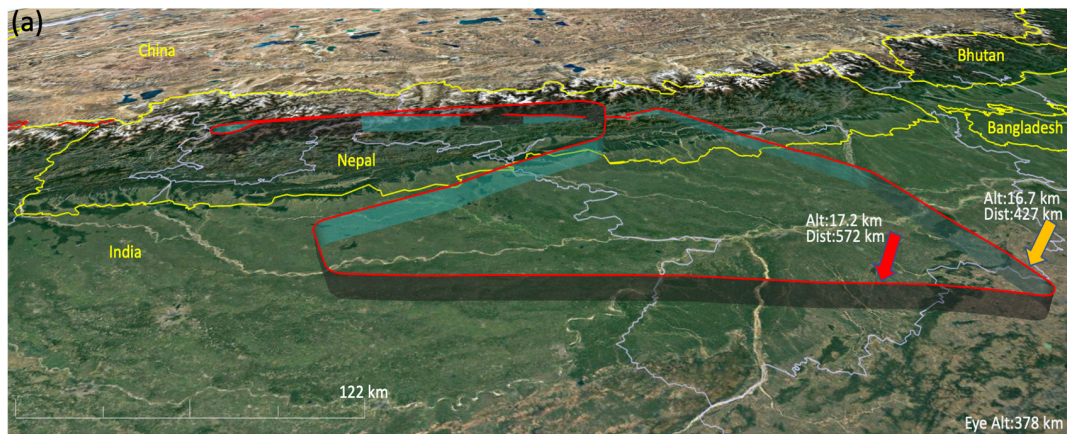 (a)
China
Bhutan
Bangladesh
Nepal
Alt:16.7 km
Dist:427 km
Alt:17.2 km
Dist:572 km
India
122 km
Eye Alt:378 km